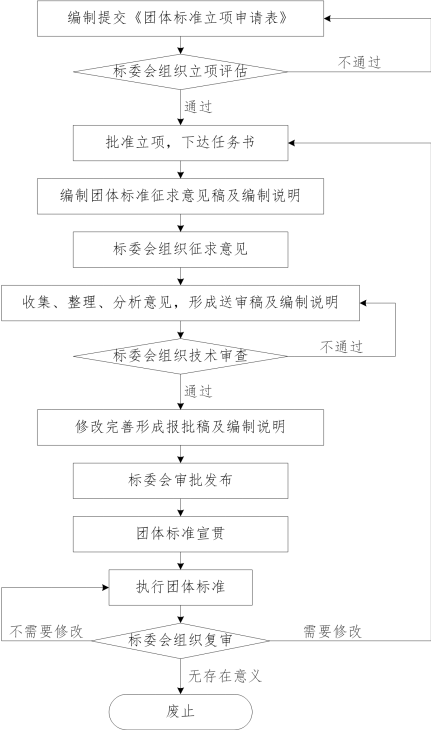 编制提交《团体标准立项申请表》
标委会组织立项评估
不通过
通过
批准立项，下达任务书
编制团体标准征求意见稿及编制说明
标委会组织征求意见
收集、整理、分析意见，形成送审稿及编制说明
标委会组织技术审查
不通过
通过
修改完善形成报批稿及编制说明
标委会审批发布
团体标准宣贯
执行团体标准
不需要修改
标委会组织复审
需要修改
无存在意义
废止